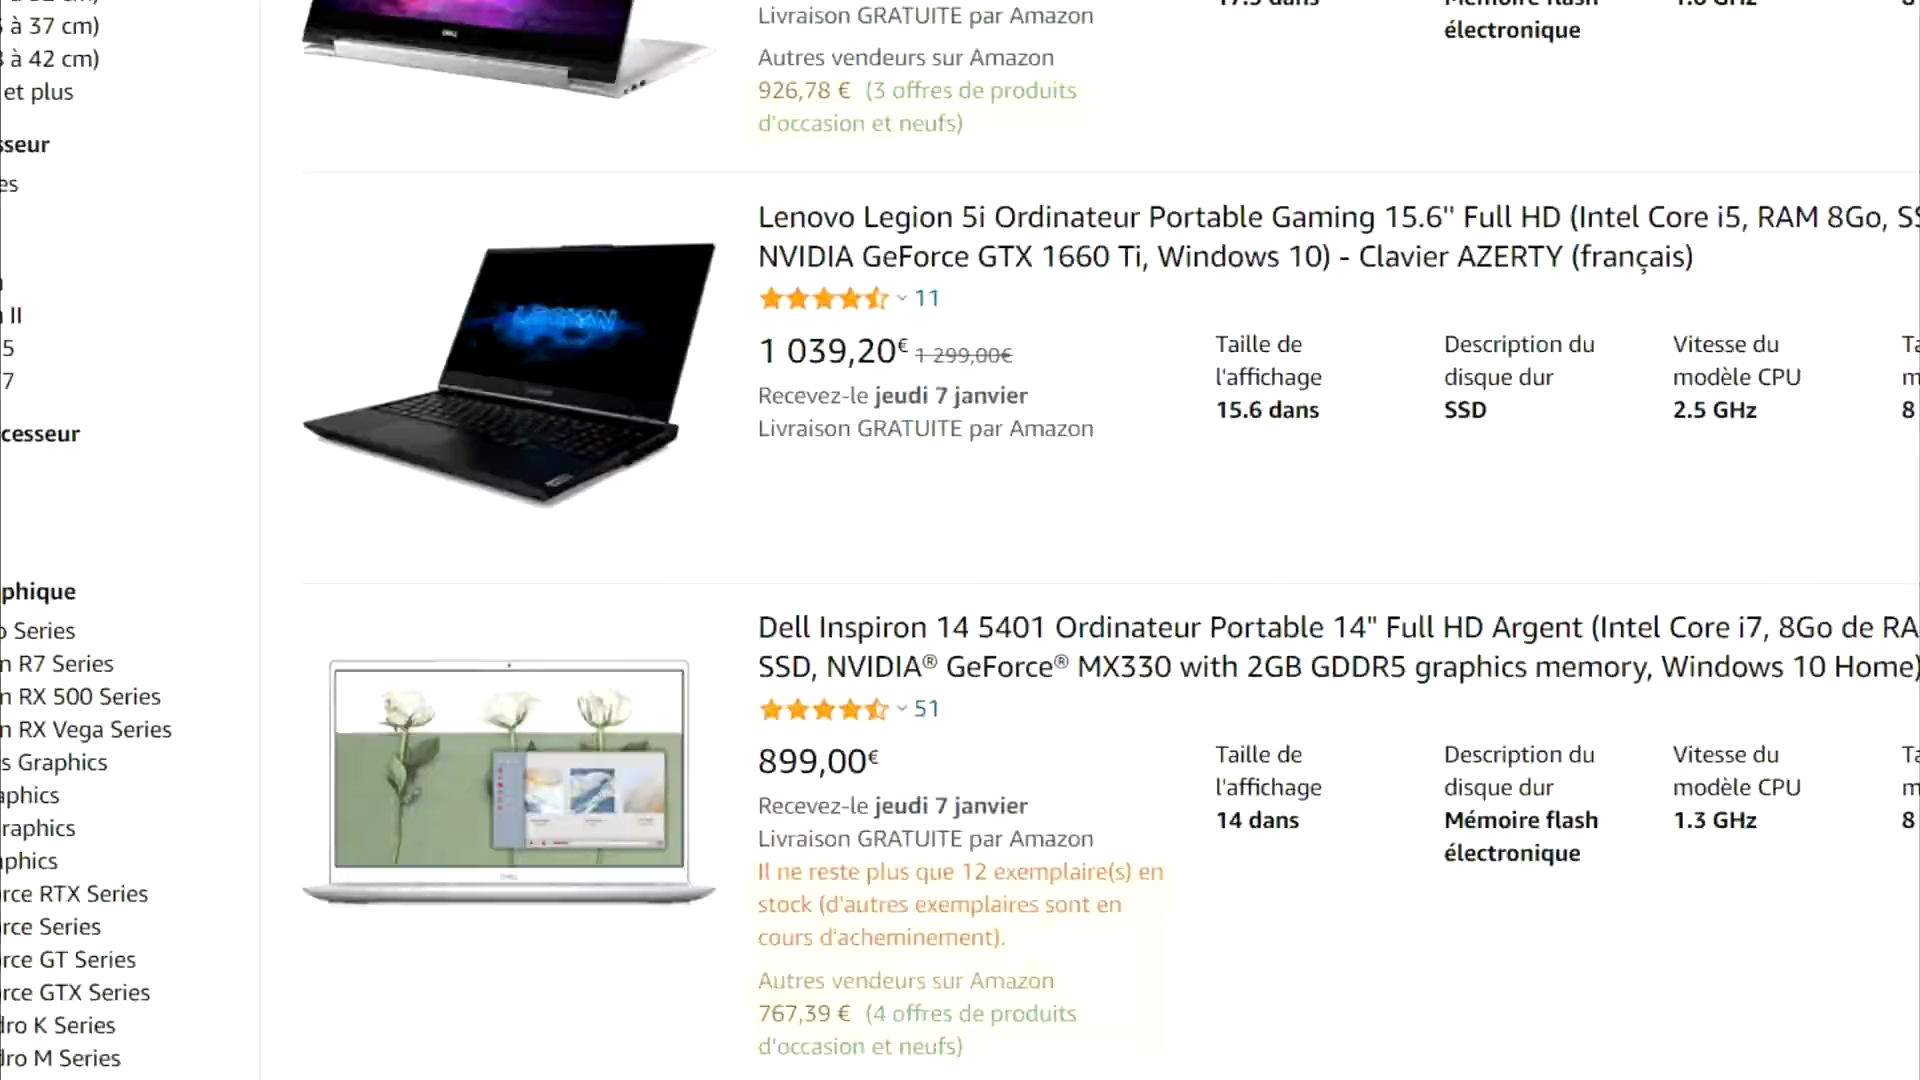 à 37 cm)
à 42 cm)
et plus
sseur
es
II
5
7
cesseur
phique
o Series
n R7 Series
n RX 500 Series
n RX Vega Series
s Graphics
aphics
raphics
aphics
rce RTX Series
rce Series
rce GT Series
rce GTX Series
dro K Series
dro M Series
Livraison GRATUITE par Amazon
Autres vendeurs sur Amazon
926,78 € (3 offres de produits
d'occasion et neufs)
électronique
Lenovo Legion 5i Ordinateur Portable Gaming 15.6" Full HD (Intel Core i5, RAM 8Go, SS
NVIDIA GeForce GTX 1660 Ti, Windows 10) - Clavier AZERTY (français)
11
1 039,20€ 1 299,00€
Recevez-le jeudi 7 janvier
Livraison GRATUITE par Amazon
Taille de
l'affichage
15.6 dans
Description du
disque dur
SSD
Vitesse du
modèle CPU
2.5 GHz
Ta
m
8
LEGION
Dell Inspiron 14 5401 Ordinateur Portable 14" Full HD Argent (Intel Core i7, 8Go de RA
SSD, NVIDIA® GeForce® MX330 with 2GB GDDR5 graphics memory, Windows 10 Home)
51
899,00€
Recevez-le jeudi 7 janvier
Livraison GRATUITE par Amazon
Il ne reste plus que 12 exemplaire(s) en
stock (d'autres exemplaires sont en
cours d'acheminement).
Autres vendeurs sur Amazon
767,39 € (4 offres de produits
d'occasion et neufs)
Taille de
l'affichage
14 dans
Description du
disque dur
Mémoire flash
électronique
Vitesse du
modèle CPU
1.3 GHz
Ta
m
8